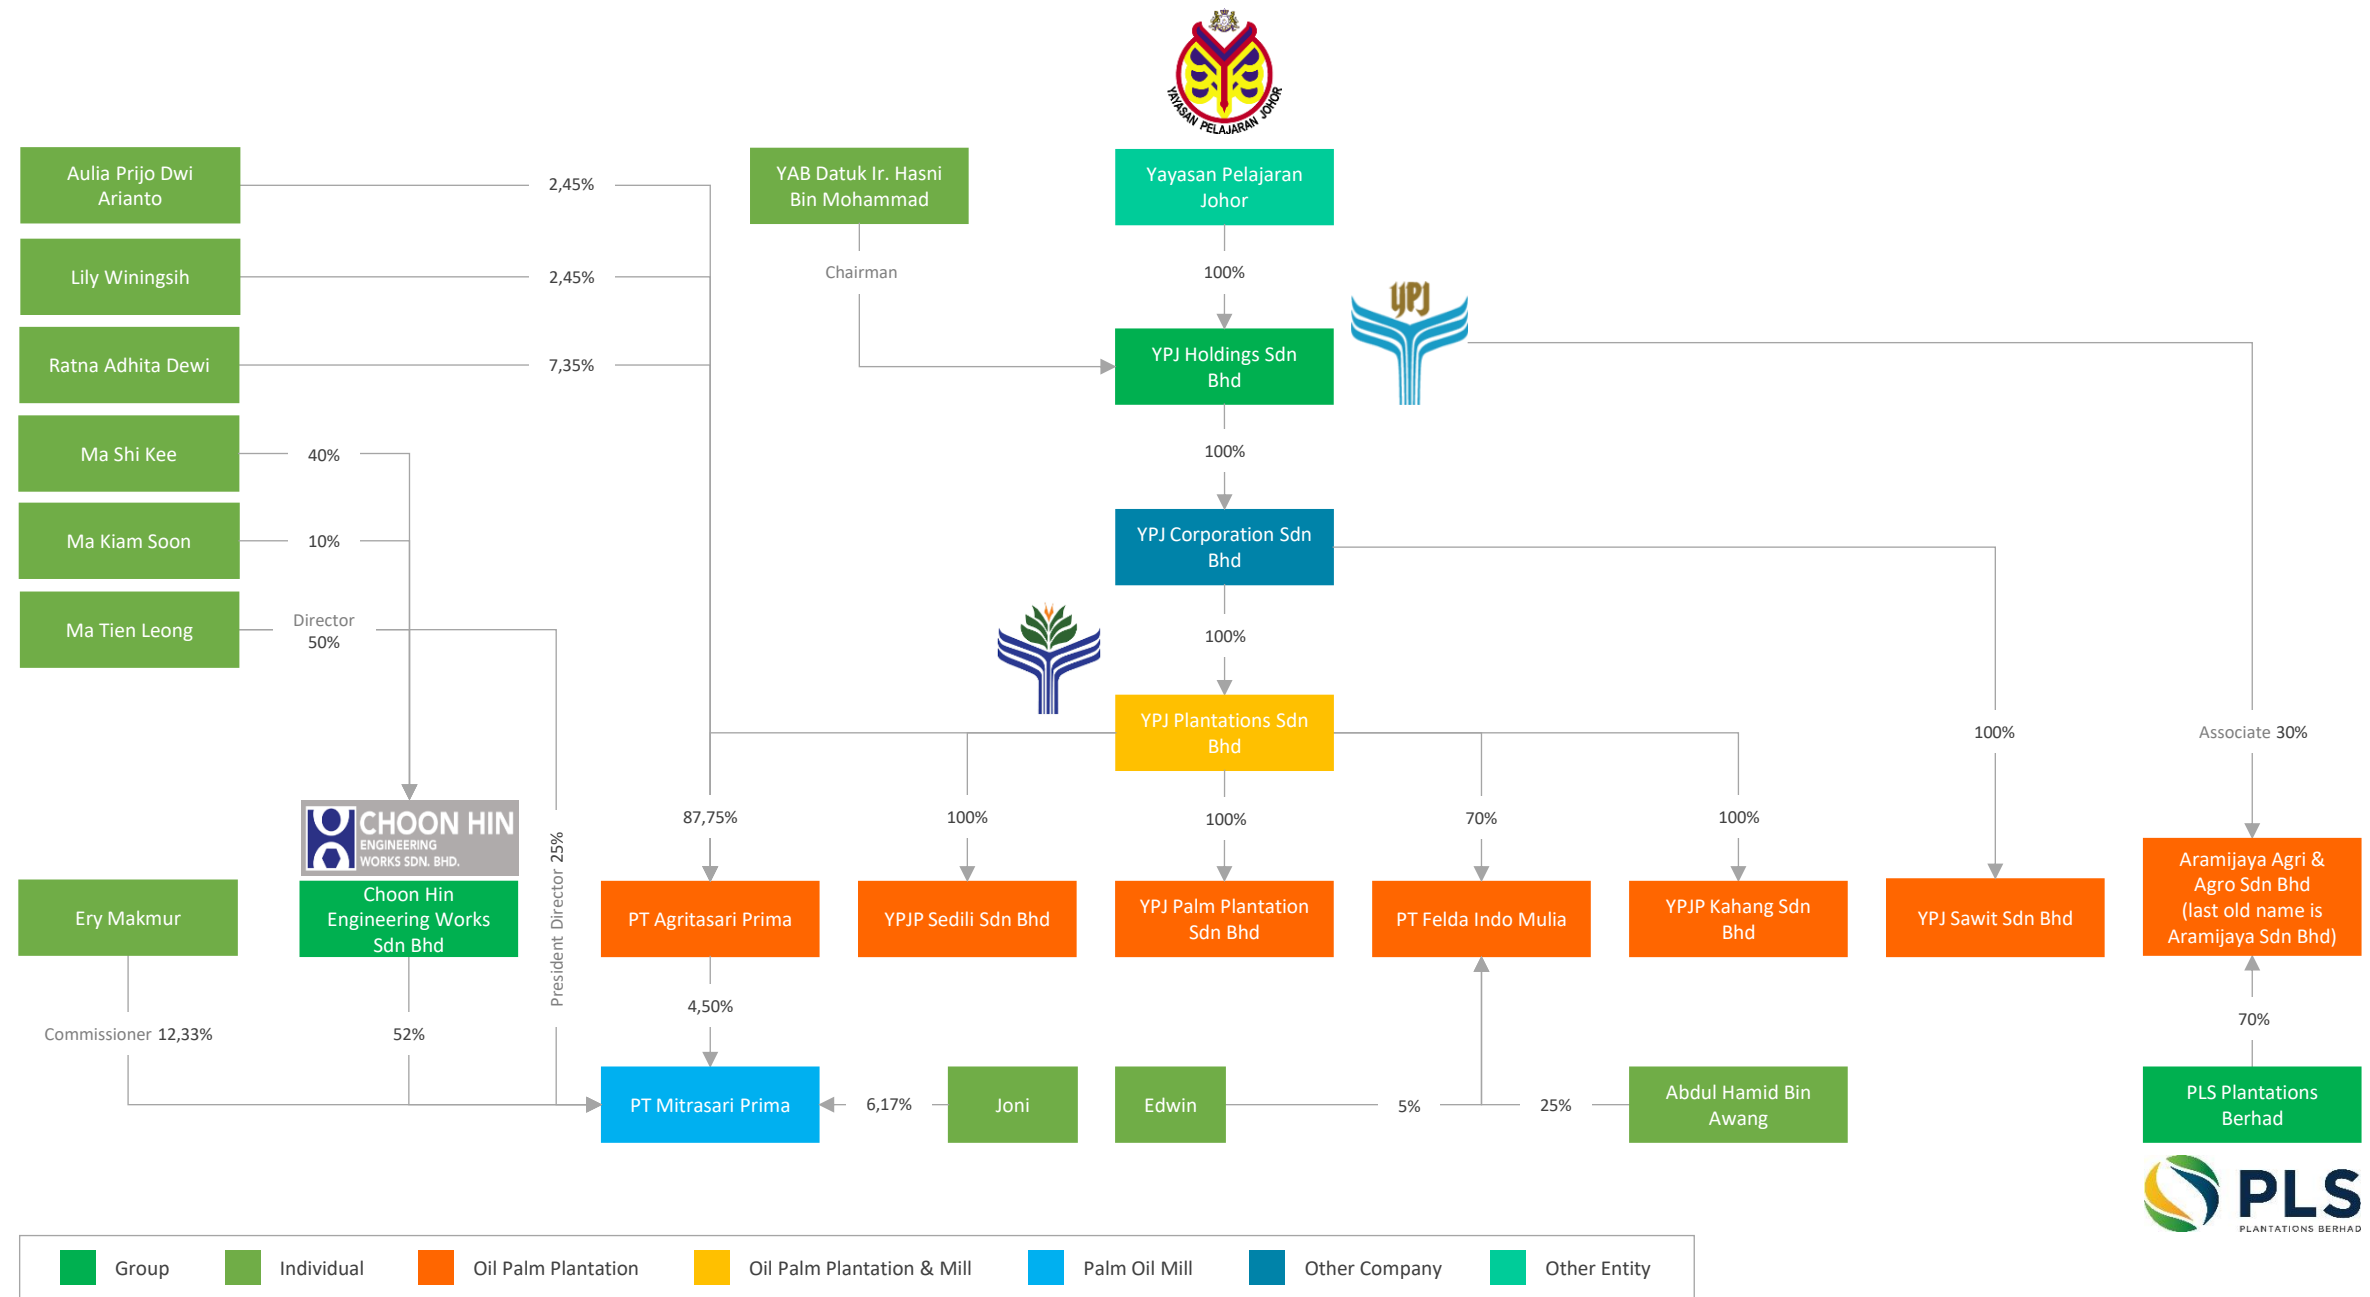 YAYASAN PELAJARAN JOHOR
Aulia Prijo Dwi
Arianto
2,45%
YAB Datuk Ir. Hasni
Bin Mohammad
Yayasan Pelajaran
Johor
Lily Winingsih
2,45%
Chairman
100%
YPJ
Ratna Adhita Dewi
7,35%
YPJ Holdings Sdn
Bhd
Ma Shi Kee
40%
100%
Ma Kiam Soon
10%
YPJ Corporation Sdn
Bhd
Ma Tien Leong
Director
50%
100%
YPJ Plantations Sdn
Bhd
100%
Associate 30%
87,75%
100%
100%
70%
100%
CHOON HIN
ENGINEERING
WORKS SDN. BHD.
President Director 25%
Ery Makmur
Choon Hin
Engineering Works
Sdn Bhd
PT Agritasari Prima
YPJP Sedili Sdn Bhd
YPJ Palm Plantation
Sdn Bhd
PT Felda Indo Mulia
YPJP Kahang Sdn
Bhd
YPJ Sawit Sdn Bhd
Aramijaya Agri &
Agro Sdn Bhd
(last old name is
Aramijaya Sdn Bhd)
Commissioner 12,33%
52%
4,50%
70%
PT Mitrasari Prima
6,17%
Joni
Edwin
5%
25%
Abdul Hamid Bin
Awang
PLS Plantations
Berhad
PLS
PLANTATIONS BERHAD
Group
Individual
Oil Palm Plantation
Oil Palm Plantation & Mill
Palm Oil Mill
Other Company
Other Entity